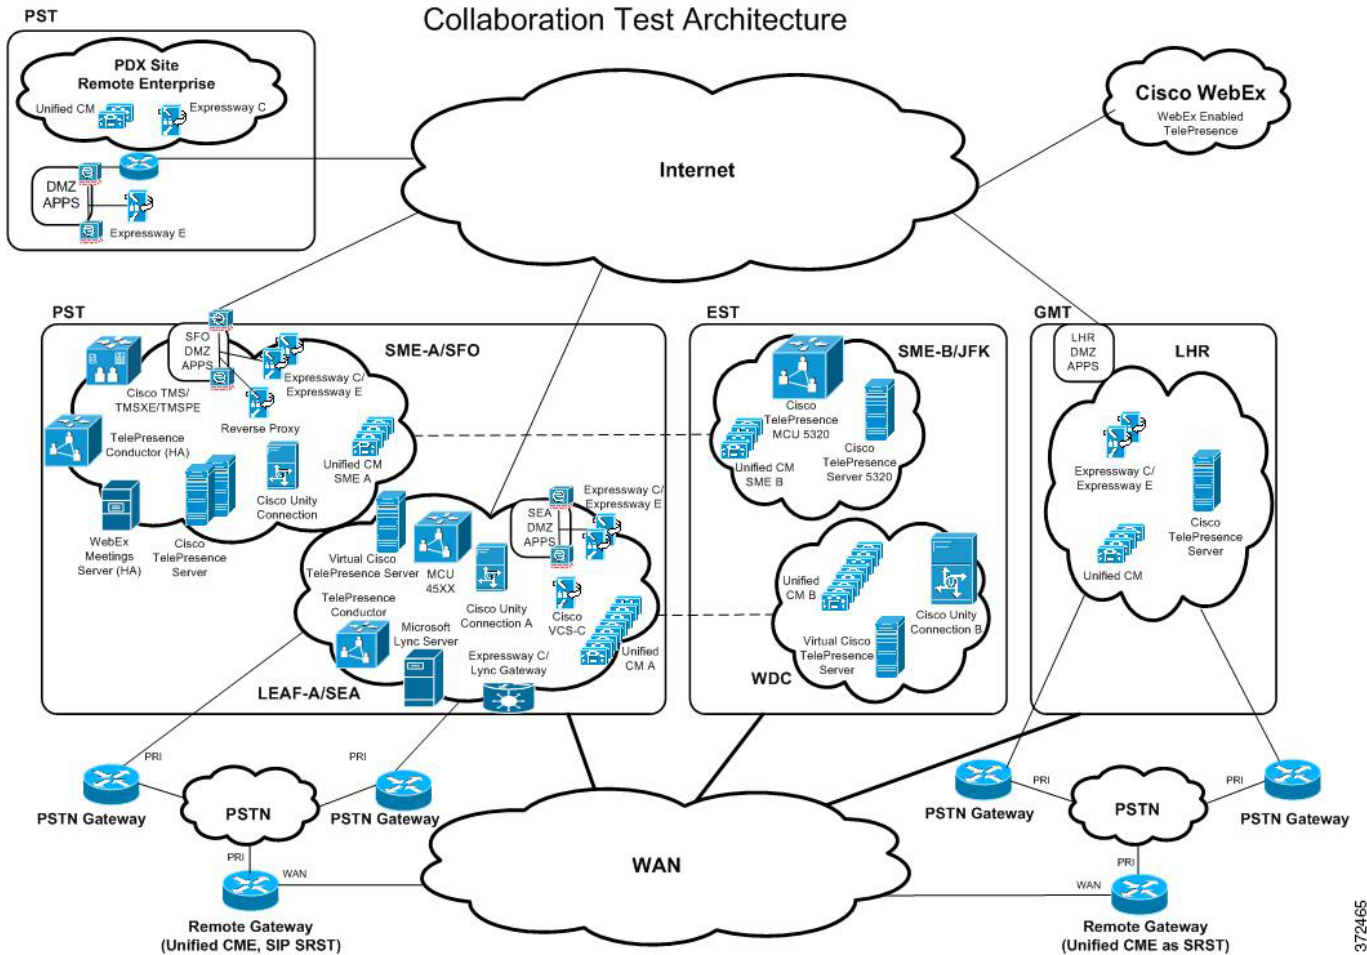 Collaboration Test Architecture
PST
PDX Site
Remote Enterprise
Unified CM
Expressway C
DMZ
APPS
Expressway E
Internet
Cisco WebEx
WebEx Enabled
TelePresence
PST
SME-A/SFO
SFO
DMZ
APPS
Expressway C/
Expressway E
Cisco TMS/
TMSXE/TMSPE
Reverse Proxy
TelePresence
Conductor (HA)
Unified CM
SME A
Cisco Unity
Connection
WebEx
Meetings
Server (HA)
Cisco
TelePresence
Server
SEA
DMZ
APPS
Expressway C/
Expressway E
Virtual Cisco
TelePresence Server
MCU
45XX
Cisco Unity
Connection A
Cisco
VCS-C
TelePresence
Conductor
Microsoft
Lync Server
Expressway C/
Lync Gateway
Unified
CM A
LEAF-A/SEA
EST
SME-B/JFK
Cisco
TelePresence
MCU 5320
Unified CM
SME B
Cisco
TelePresence
Server 5320
Unified
CM B
Cisco Unity
Connection B
Virtual Cisco
TelePresence
Server
WDC
GMT
LHR
DMZ
APPS
LHR
Expressway C/
Expressway E
Cisco
TelePresence
Server
Unified CM
PRI
PRI
PSTN Gateway
PSTN
PSTN Gateway
PRI
WAN
Remote Gateway
(Unified CME, SIP SRST)
WAN
PRI
PRI
PSTN Gateway
PSTN
PSTN Gateway
PRI
WAN
Remote Gateway
(Unified CME as SRST)
372465